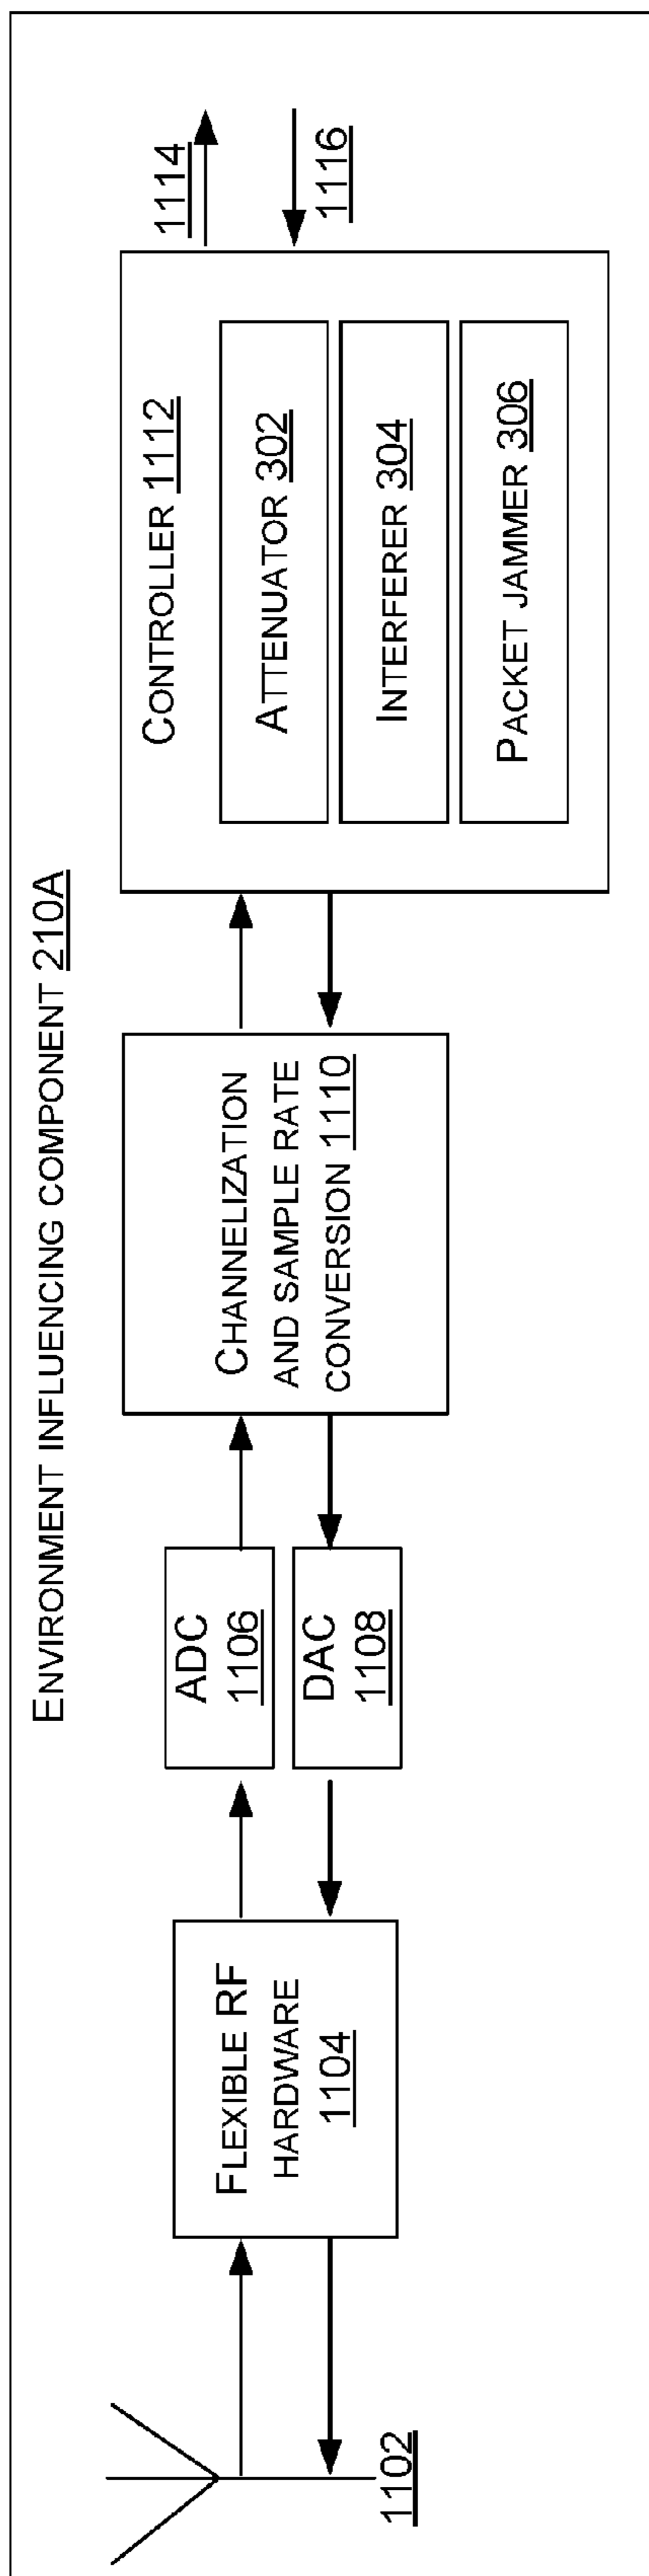 ENVIRONMENT INFLUENCING COMPONENT 210A
1102
FLEXIBLE RF
HARDWARE
1104
ADC
1106
DAC
1108
CHANNELIZATION
AND SAMPLE RATE
CONVERSION 1110
CONTROLLER 1112
ATTENUATOR 302
INTERFERER 304
PACKET JAMMER 306
1114
1116